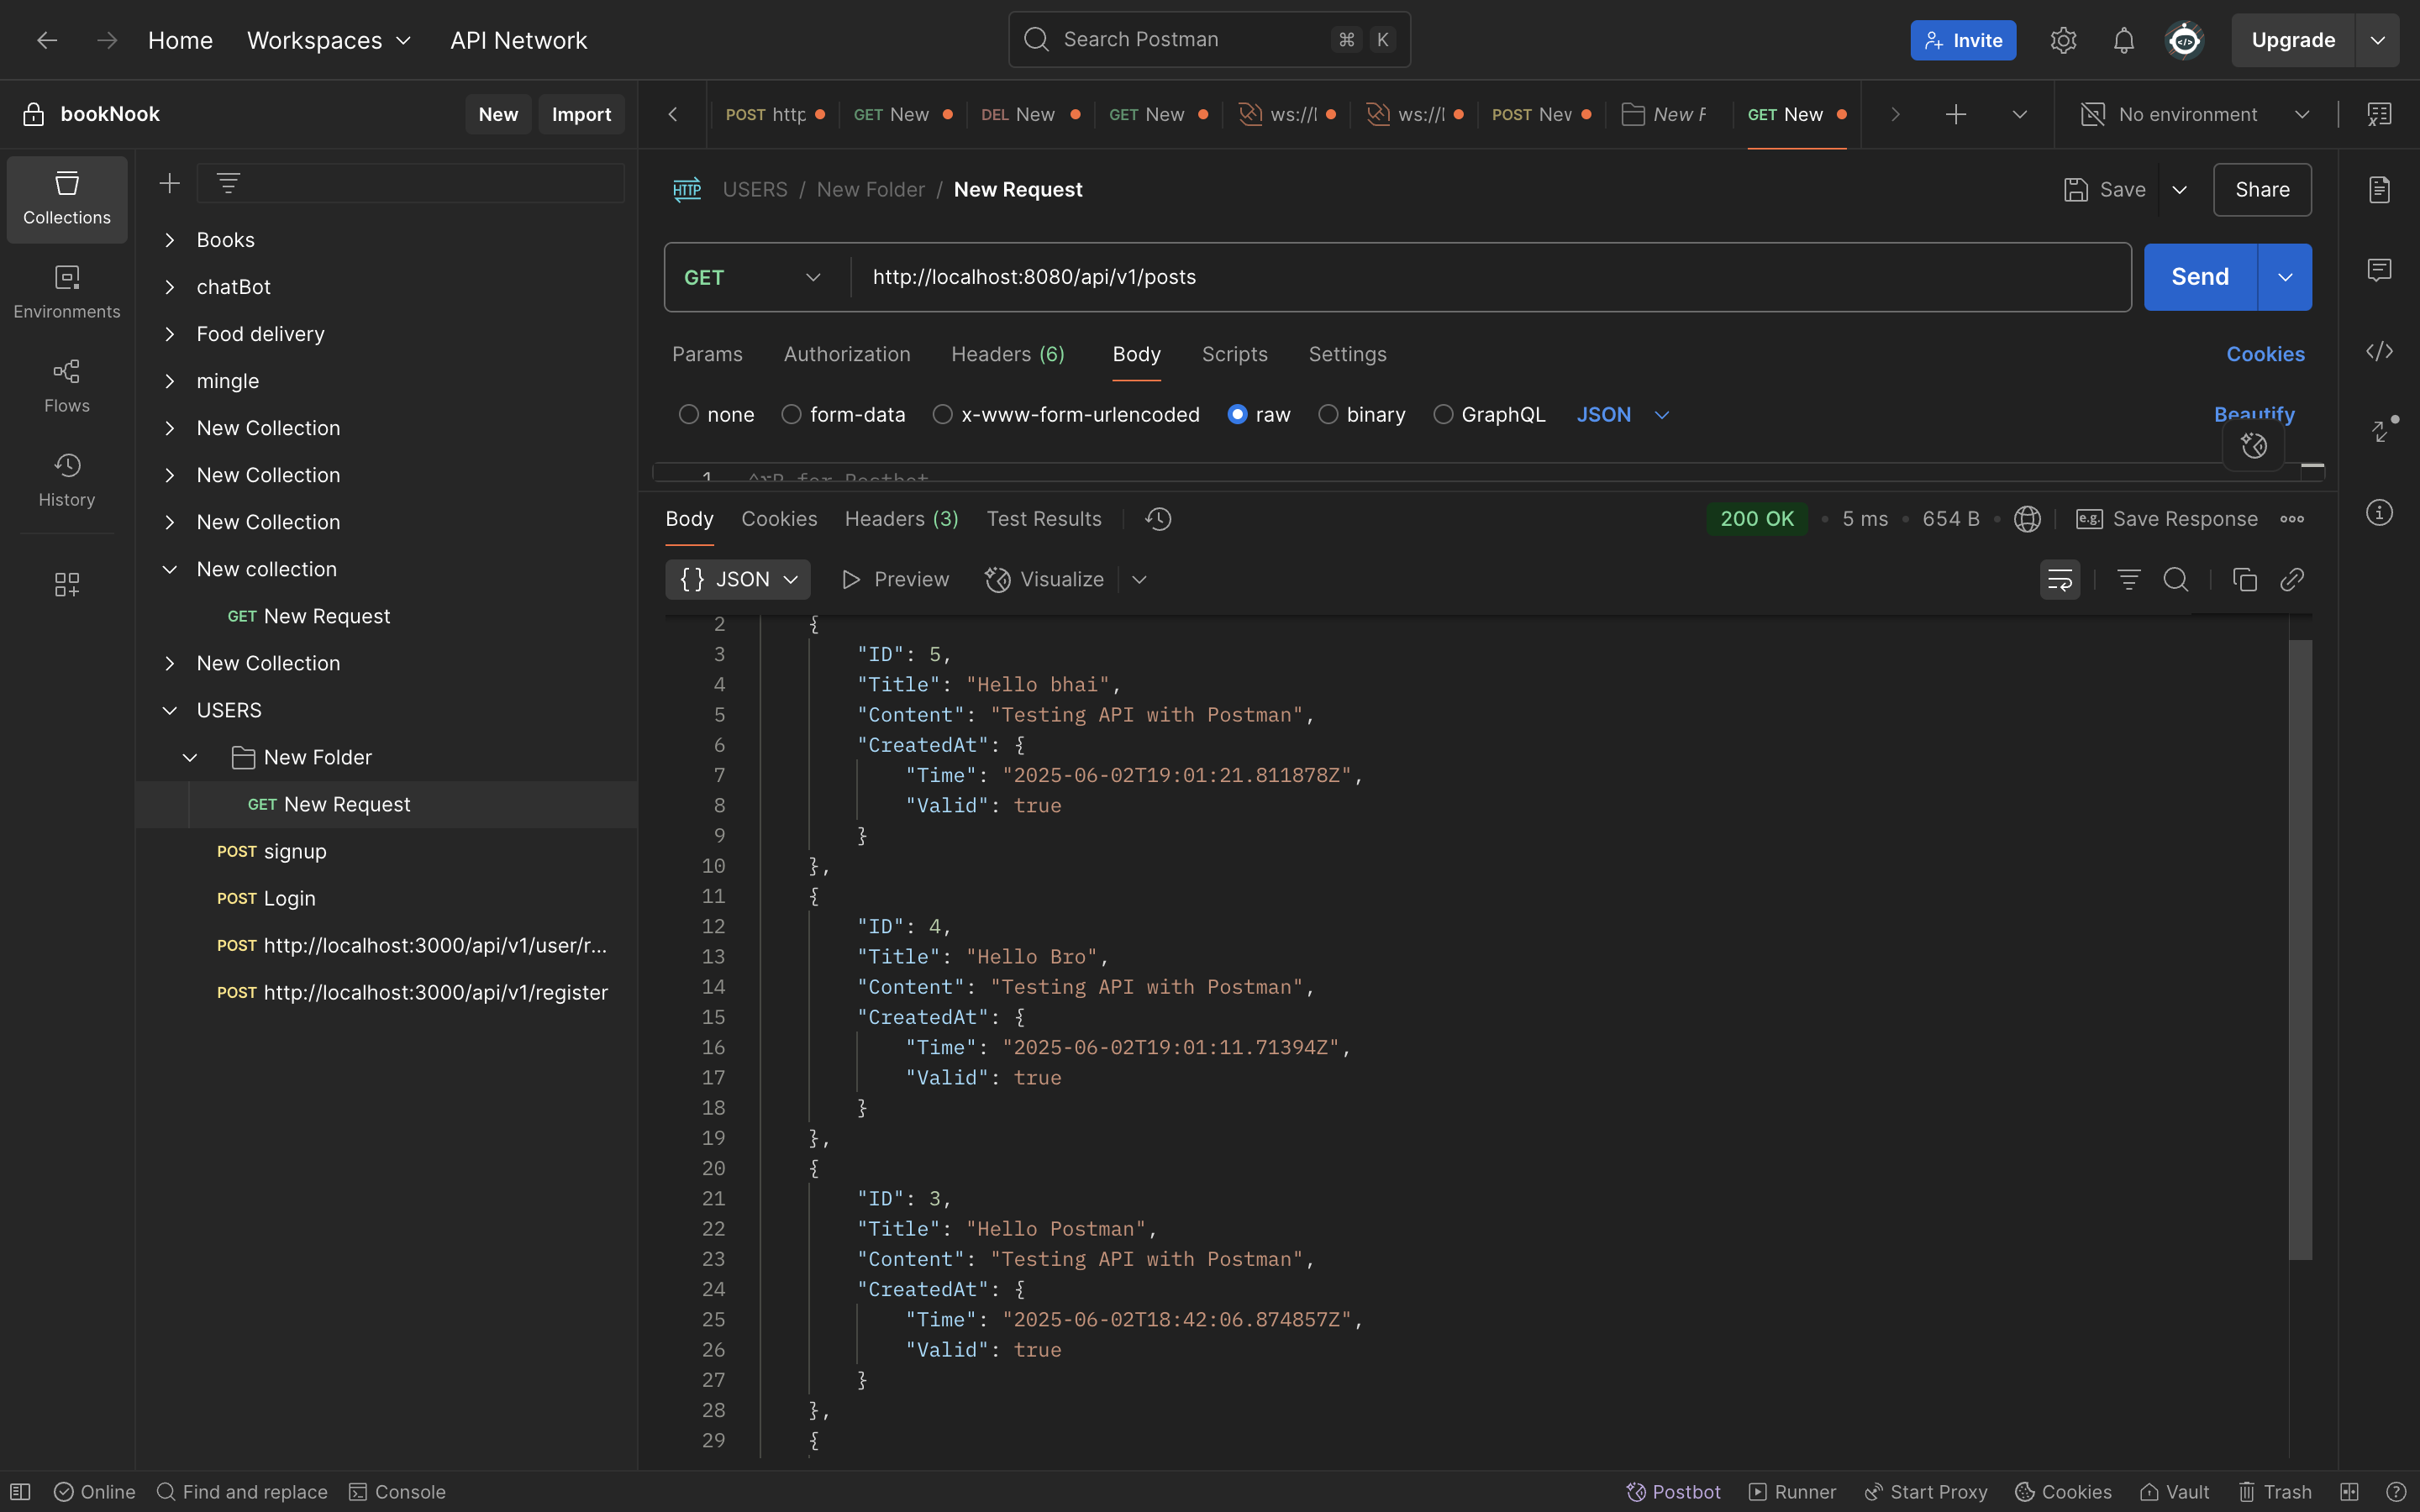 Home
Workspaces
API Network
Search Postman
⌘ K
Invite
Upgrade
bookNook
New
Import
POST http
GET New
DEL New
GET New
ws://l
ws://l
POST Nev
New F
GET New
No environment
Collections
Environments
Flows
History
Books
chatBot
Food delivery
mingle
New Collection
New Collection
New Collection
New collection
GET New Request
New Collection
USERS
New Folder
GET New Request
POST signup
POST Login
POST http://localhost:3000/api/v1/user/r...
POST http://localhost:3000/api/v1/register
HTTP USERS / New Folder / New Request
Save
Share
GET http://localhost:8080/api/v1/posts
Send
Params Authorization Headers (6) Body Scripts Settings
Cookies
none form-data x-www-form-urlencoded raw binary GraphQL JSON
Beautify
Body Cookies Headers (3) Test Results
200 OK • 5 ms • 654 B •
e.g. Save Response
{} JSON Preview Visualize
2 {
3 "ID": 5,
4 "Title": "Hello bhai",
5 "Content": "Testing API with Postman",
6 "CreatedAt": {
7 "Time": "2025-06-02T19:01:21.811878Z",
8 "Valid": true
9 }
10 },
11 {
12 "ID": 4,
13 "Title": "Hello Bro",
14 "Content": "Testing API with Postman",
15 "CreatedAt": {
16 "Time": "2025-06-02T19:01:11.71394Z",
17 "Valid": true
18 }
19 },
20 {
21 "ID": 3,
22 "Title": "Hello Postman",
23 "Content": "Testing API with Postman",
24 "CreatedAt": {
25 "Time": "2025-06-02T18:42:06.874857Z",
26 "Valid": true
27 }
28 },
29 {
Online
Find and replace
Console
Postbot
Runner
Start Proxy
Cookies
Vault
Trash